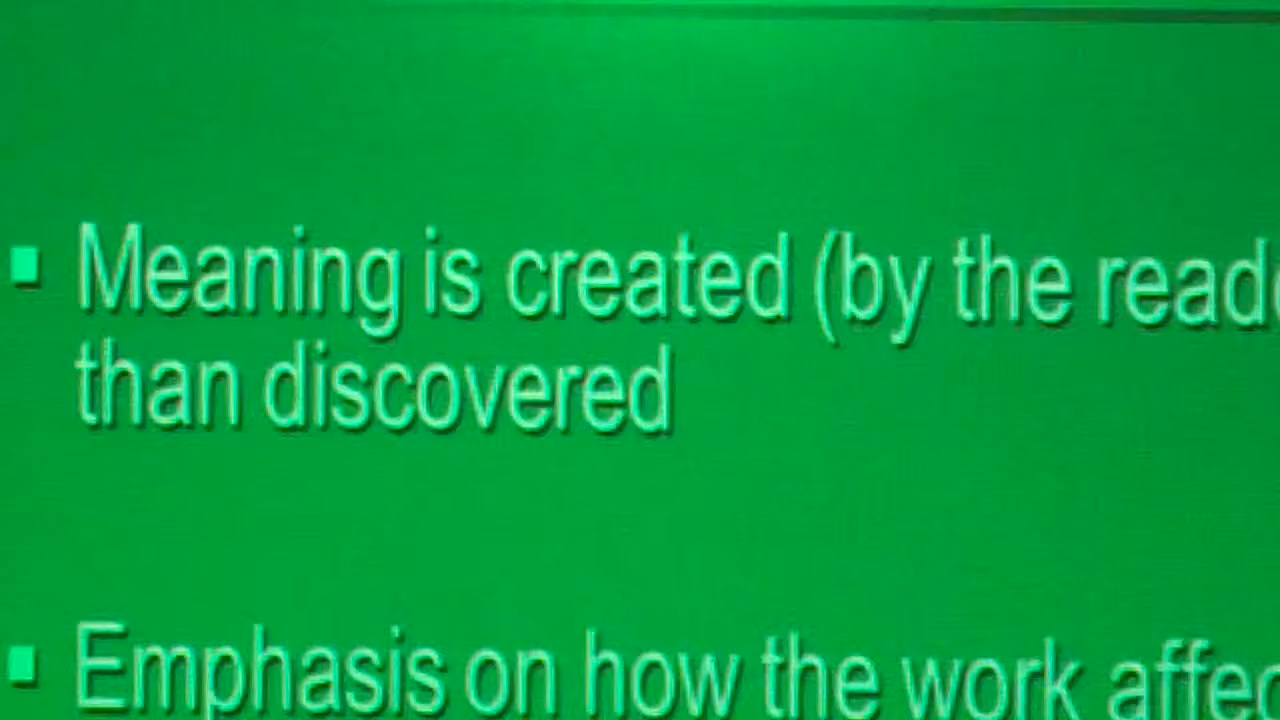 ▪ Meaning is created (by the
than discovered
▪ Emphasis on how the work